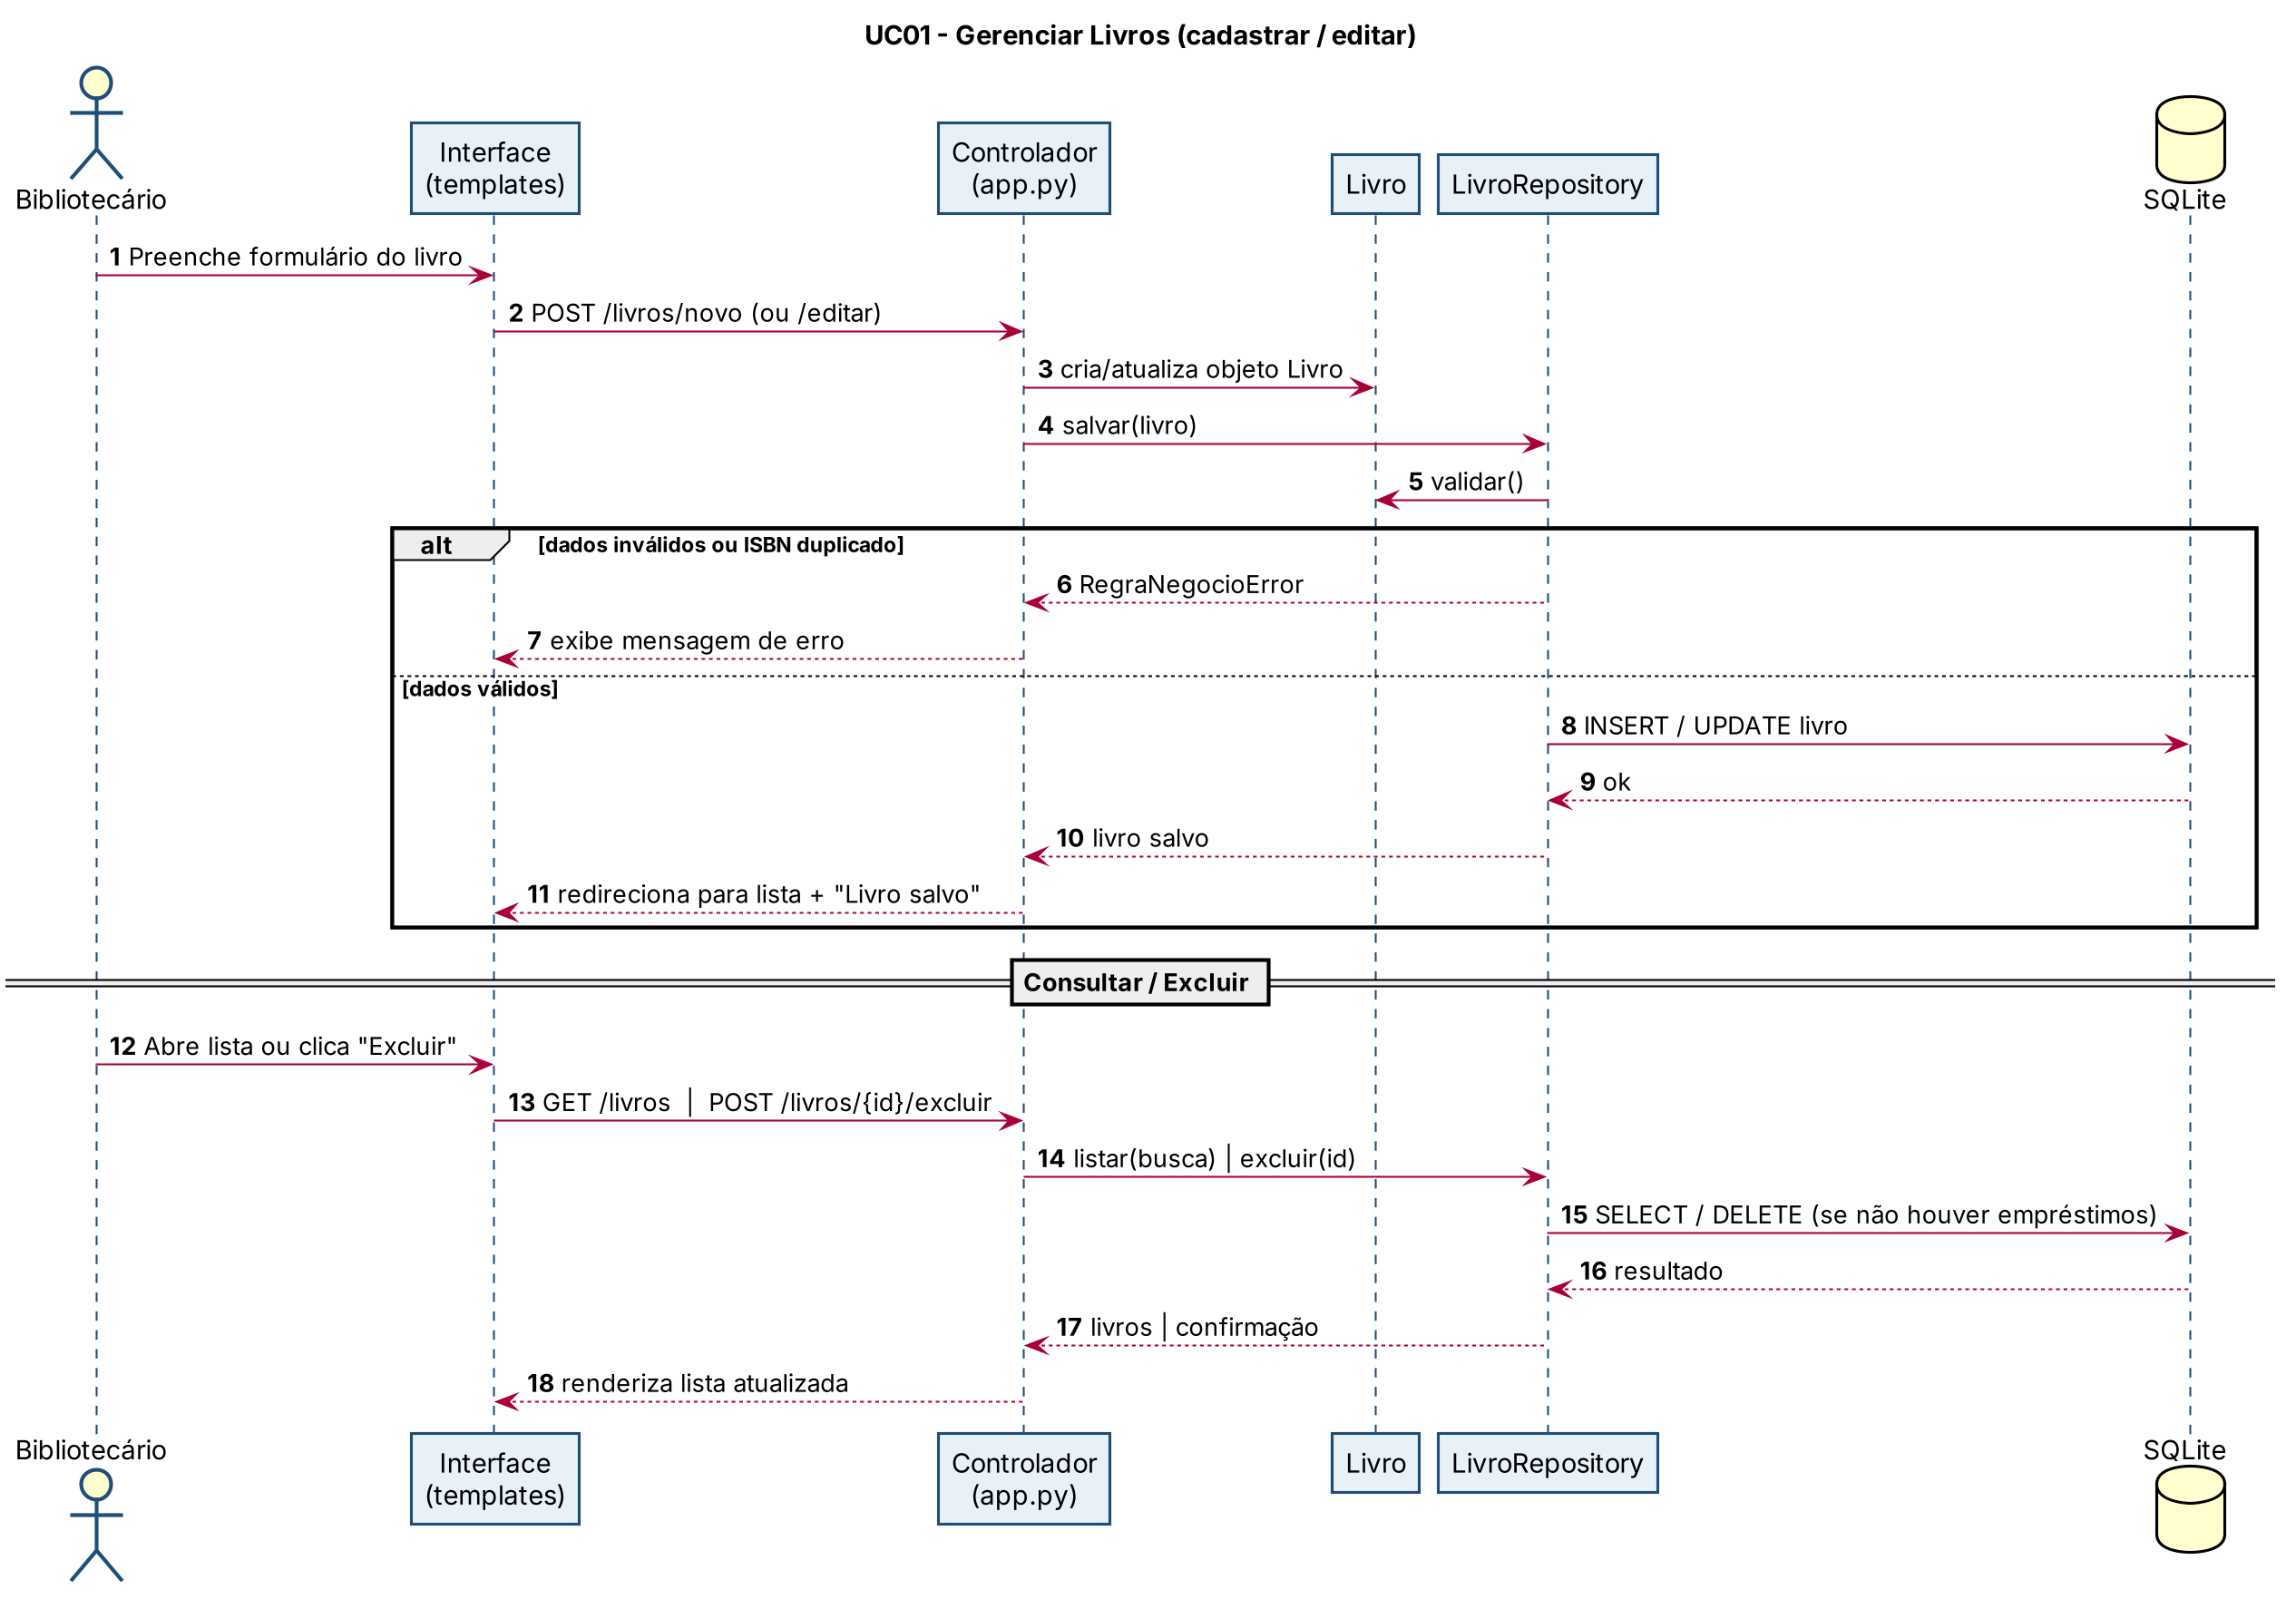 UC01 - Gerenciar Livros (cadastrar / editar)
Bibliotecário
Interface
(templates)
Controlador
(app.py)
Livro
LivroRepository
SQLite
1 Preenche formulário do livro
2 POST /livros/novo (ou /editar)
3 cria/atualiza objeto Livro
4 salvar(livro)
5 validar()
alt [dados inválidos ou ISBN duplicado]
6 RegraNegocioError
7 exibe mensagem de erro
[dados válidos]
8 INSERT / UPDATE livro
9 ok
10 livro salvo
11 redireciona para lista + "Livro salvo"
Consultar / Excluir
12 Abre lista ou clica "Excluir"
13 GET /livros | POST /livros/{id}/excluir
14 listar(busca) | excluir(id)
15 SELECT / DELETE (se não houver empréstimos)
16 resultado
17 livros | confirmação
18 renderiza lista atualizada
Bibliotecário
Interface
(templates)
Controlador
(app.py)
Livro
LivroRepository
SQLite